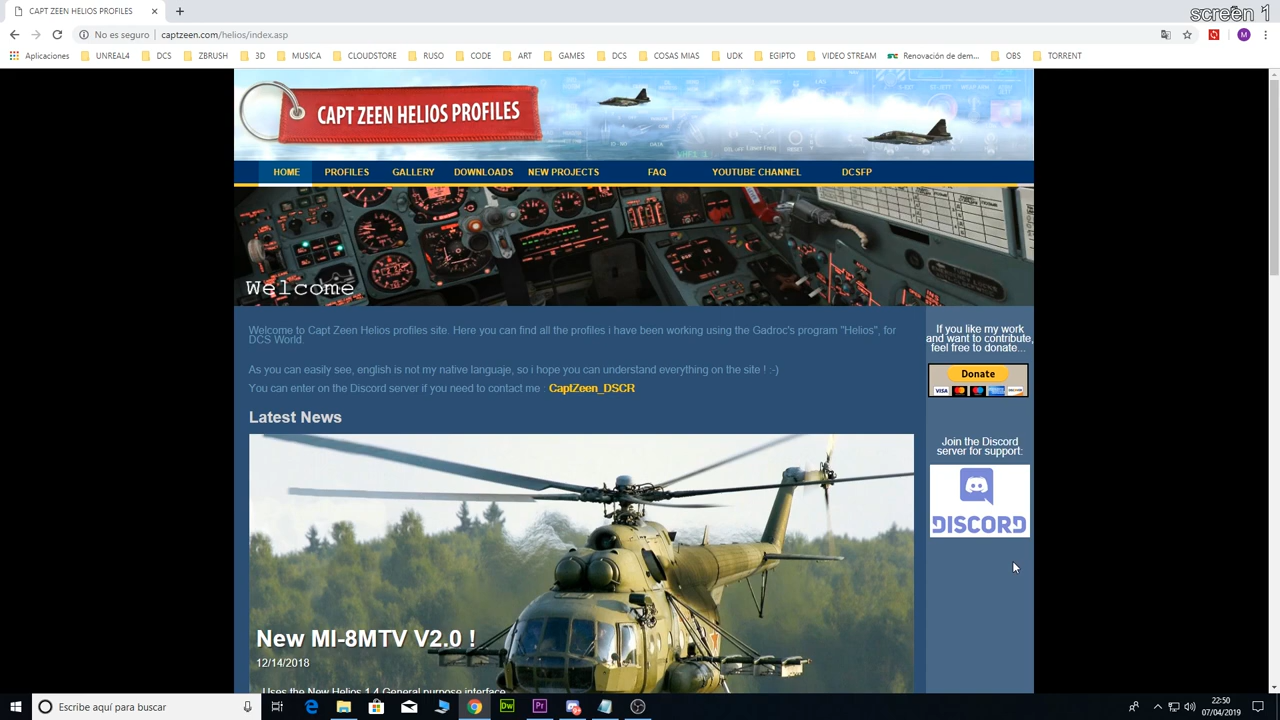 screen 1
CAPT ZEEN HELIOS PROFILES
No es seguro | captzeen.com/helios/index.asp
Aplicaciones UNREAL4 DCS ZBRUSH 3D MUSICA CLOUDSTORE RUSO CODE ART GAMES DCS COSAS MIAS UDK EGIPTO VIDEO STREAM Renovación de dem... OBS TORRENT
CAPT ZEEN HELIOS PROFILES
HOME PROFILES GALLERY DOWNLOADS NEW PROJECTS FAQ YOUTUBE CHANNEL DCSFP
Welcome
Welcome to Capt Zeen Helios profiles site. Here you can find all the profiles i have been working using the Gadroc's program "Helios", for
DCS World.
As you can easily see, english is not my native languaje, so i hope you can understand everything on the site ! :-)
You can enter on the Discord server if you need to contact me : CaptZeen_DSCR
Latest News
New MI-8MTV V2.0 !
12/14/2018
Uses the New Helios 1.4 General purpose interface
If you like my work
and want to contribute,
feel free to donate...
Donate
VISA
Join the Discord
server for support:
DISCORD
Escribe aquí para buscar
22:50
07/04/2019